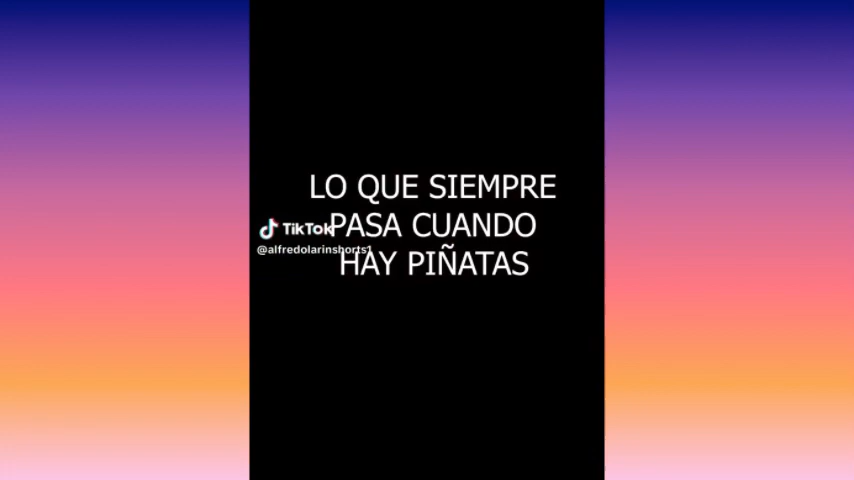 LO QUE SIEMPRE
PASA CUANDO
HAY PIÑATAS
TikTok
@alfredolarinshorts1